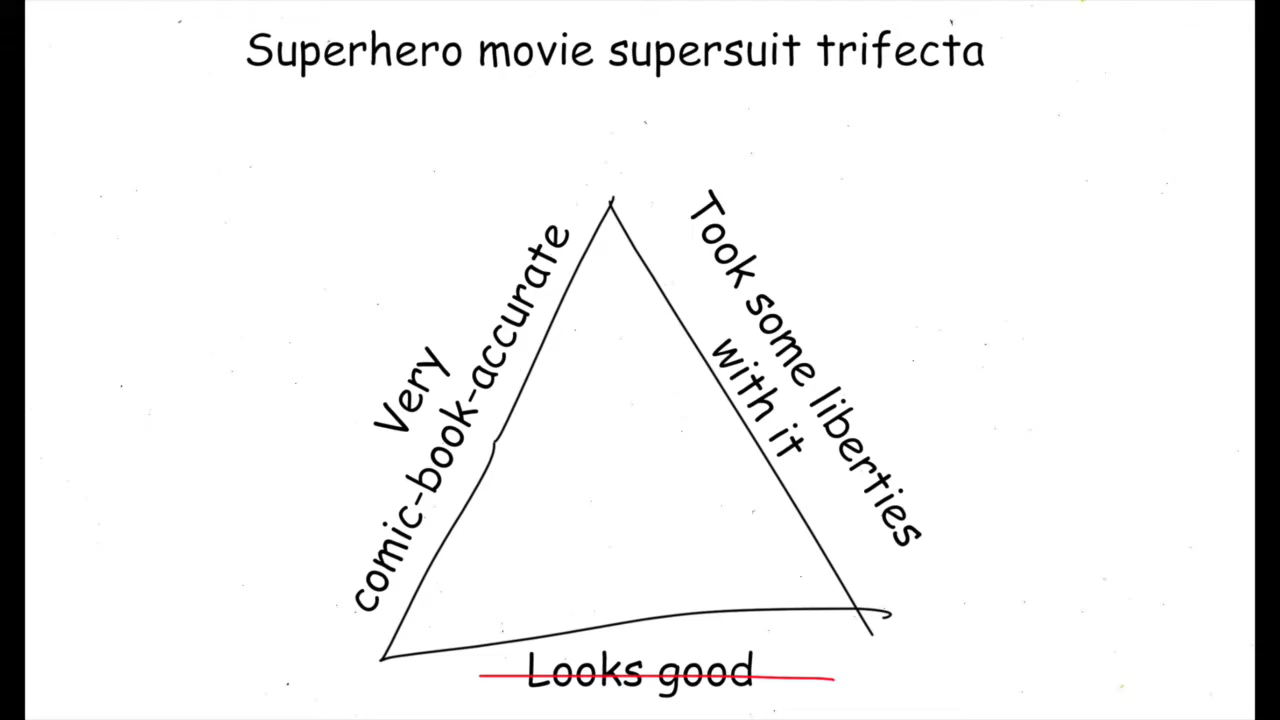 Superhero movie supersuit trifecta
Very
comic-book-accurate
Took some liberties
with it
Looks good